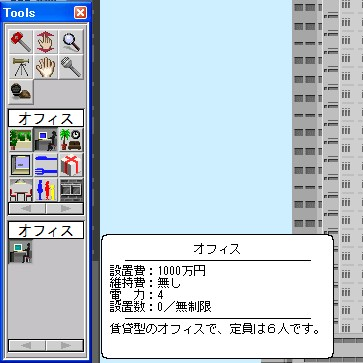 Tools
オフィス
オフィス
オフィス
設置費：1000万円
維持費：無し
電　力：4
設置数：0／無制限
賃貸型のオフィスで、定員は６人です。